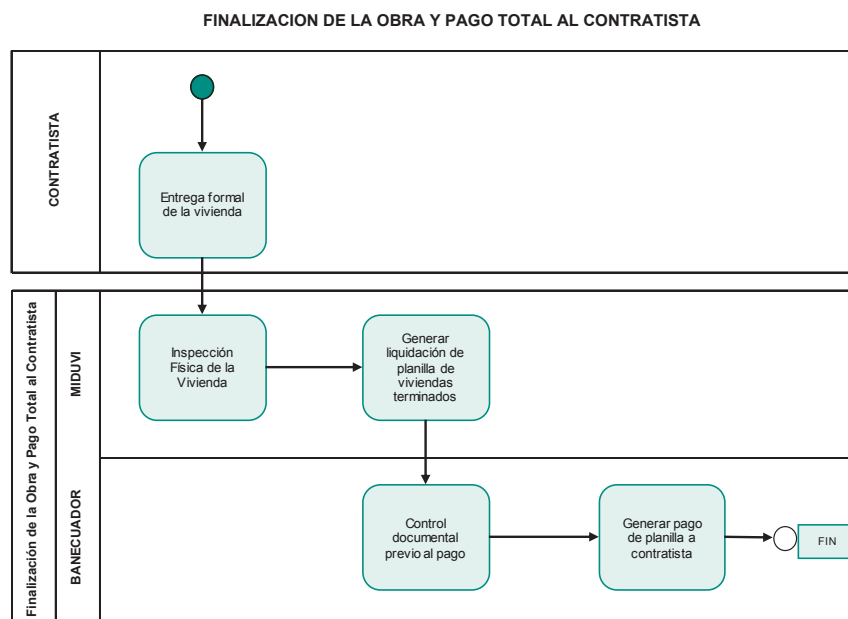 FINALIZACION DE LA OBRA Y PAGO TOTAL AL CONTRATISTA
CONTRATISTA
Entrega formal
de la vivienda
Finalización de la Obra y Pago Total al Contratista
MIDUVI
Inspección
Física de la
Vivienda
Generar
liquidación de
planilla de
viviendas
terminados
BANECUADOR
Control
documental
previo al pago
Generar pago
de planilla a
contratista
FIN